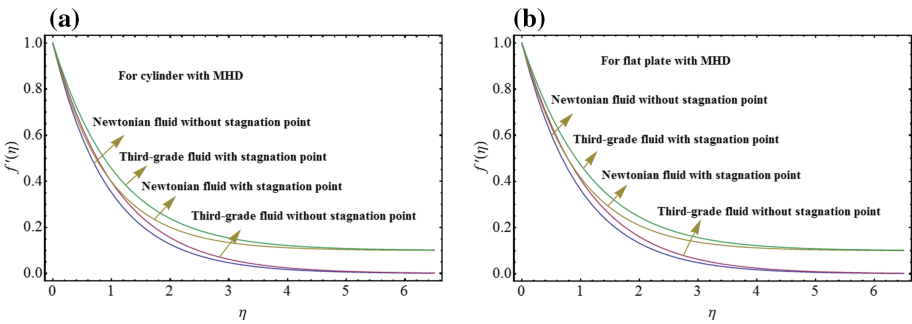 (a)
1.0
0.8
0.6
0.4
0.2
0.0
f′(η)
For cylinder with MHD
Newtonian fluid without stagnation point
Third-grade fluid with stagnation point
Newtonian fluid with stagnation point
Third-grade fluid without stagnation point
0 1 2 3 4 5 6
η
(b)
1.0
0.8
0.6
0.4
0.2
0.0
f′(η)
For flat plate with MHD
Newtonian fluid without stagnation point
Third-grade fluid with stagnation point
Newtonian fluid with stagnation point
Third-grade fluid without stagnation point
0 1 2 3 4 5 6
η